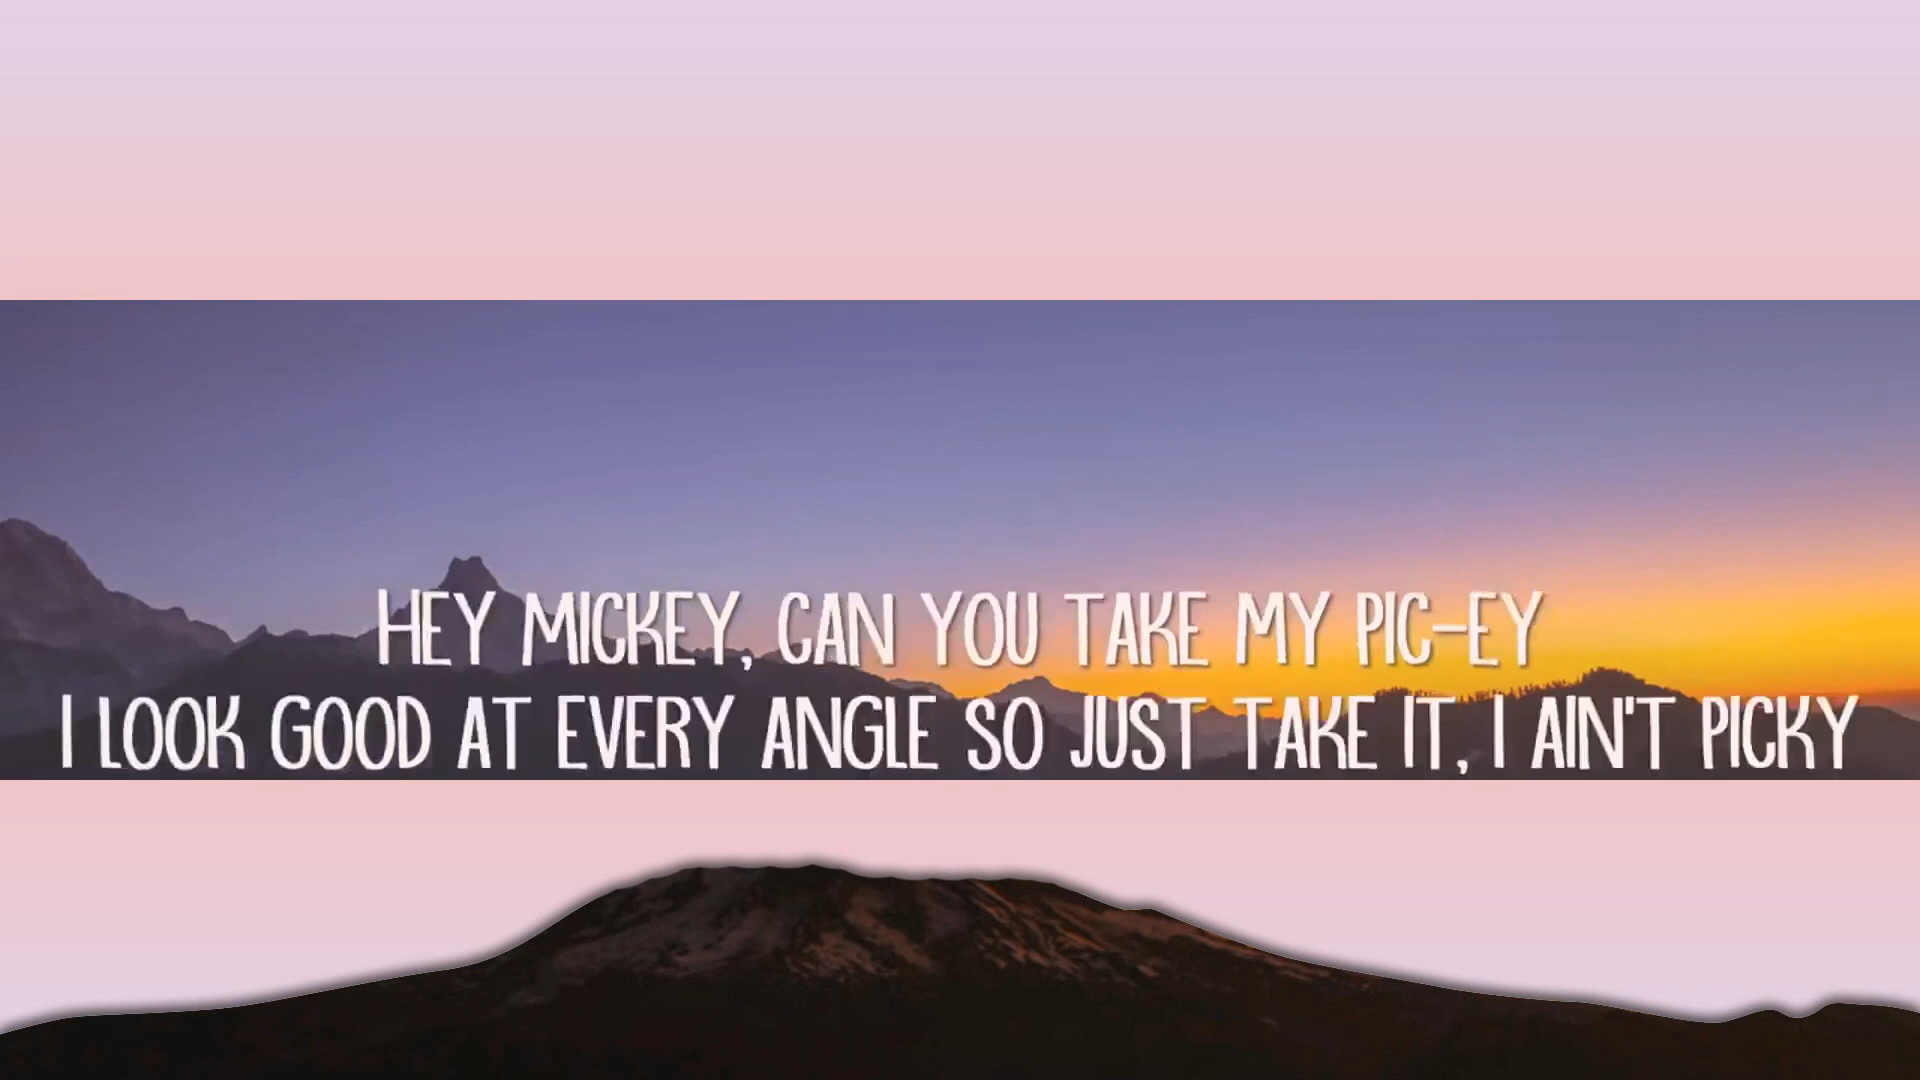 HEY MICKEY, CAN YOU TAKE MY PIC-EY
I LOOK GOOD AT EVERY ANGLE SO JUST TAKE IT, I AIN'T PICKY